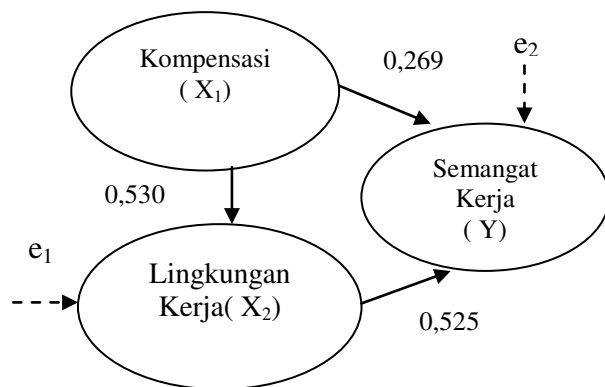 Kompensasi
( X₁)
0,269
e₂
Semangat
Kerja
( Y)
0,530
e₁
Lingkungan
Kerja( X₂)
0,525